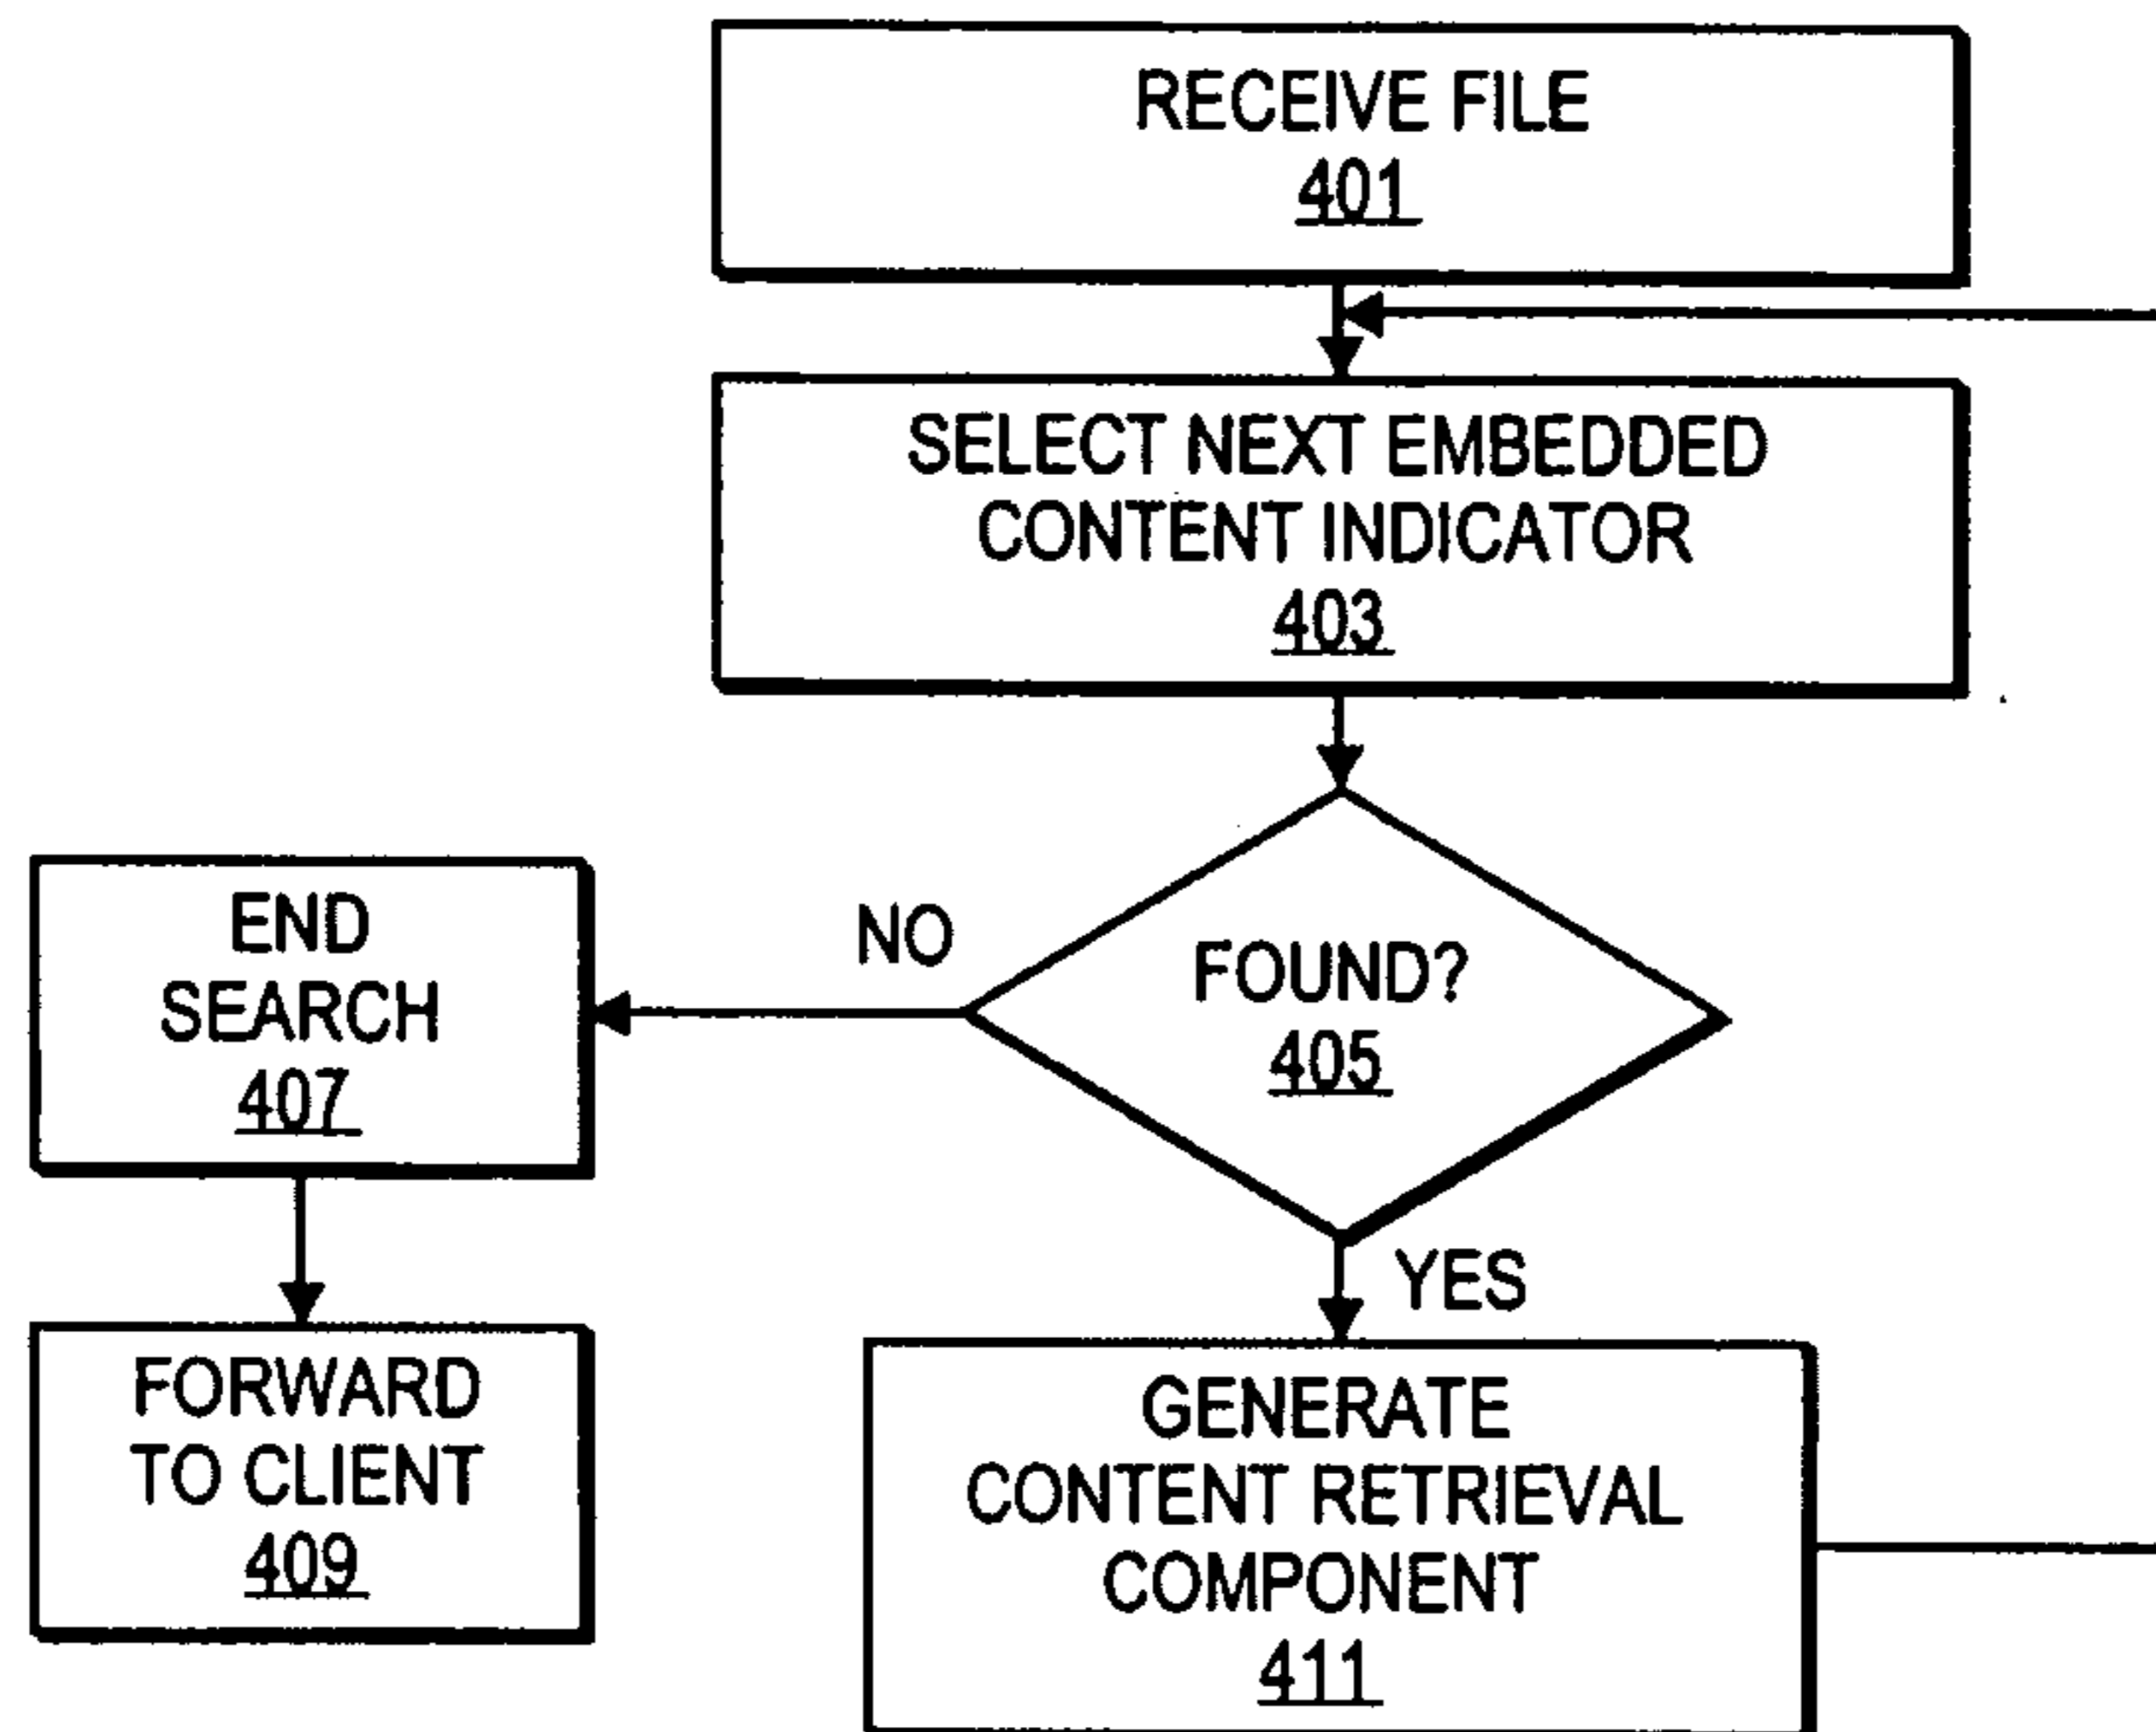 RECEIVE FILE
401
SELECT NEXT EMBEDDED
CONTENT INDICATOR
403
FOUND?
405
NO
END
SEARCH
407
FORWARD
TO CLIENT
409
YES
GENERATE
CONTENT RETRIEVAL
COMPONENT
411